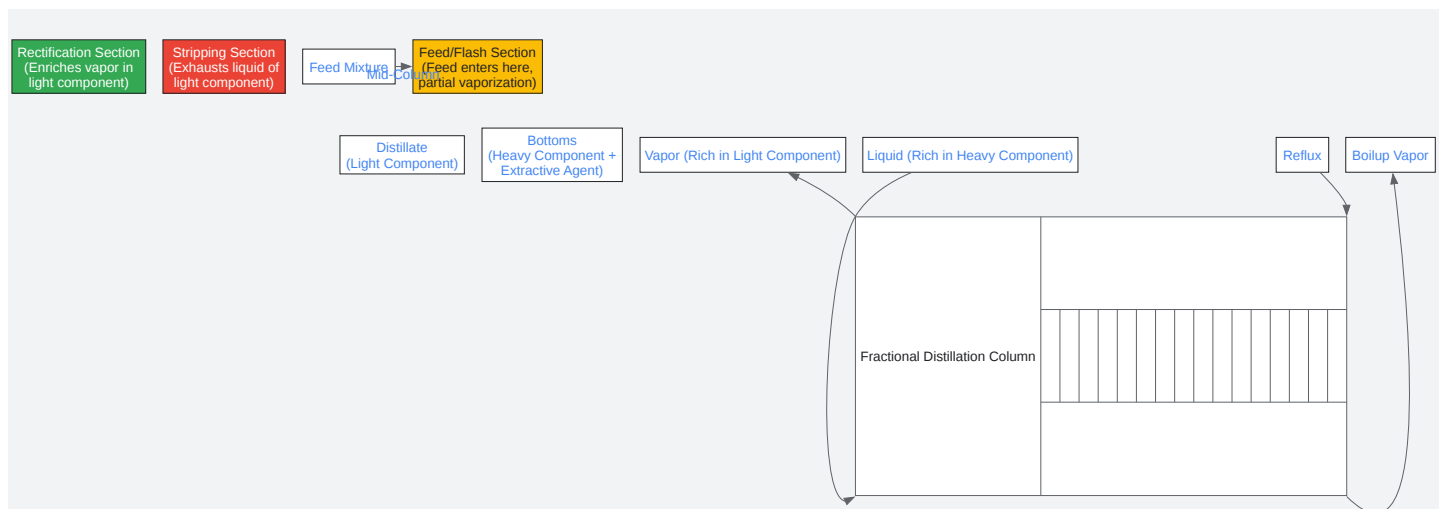 Rectification Section
(Enriches vapor in
light component)
Stripping Section
(Exhausts liquid of
light component)
Feed Mixture
Mid-Column
Feed/Flash Section
(Feed enters here,
partial vaporization)
Distillate
(Light Component)
Bottoms
(Heavy Component +
Extractive Agent)
Vapor (Rich in Light Component)
Liquid (Rich in Heavy Component)
Reflux
Boilup Vapor
Fractional Distillation Column